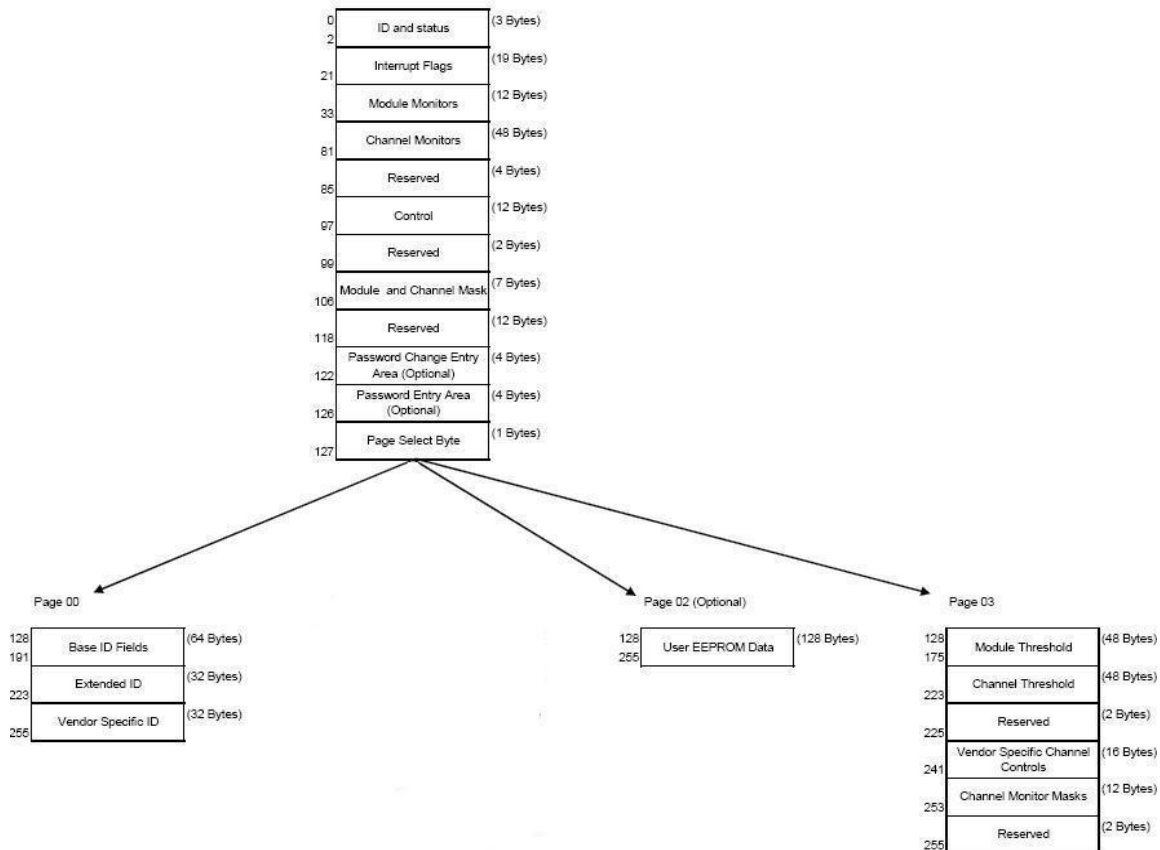 0
ID and status
(3 Bytes)
2
Interrupt Flags
(19 Bytes)
21
Module Monitors
(12 Bytes)
33
Channel Monitors
(48 Bytes)
81
Reserved
(4 Bytes)
85
Control
(12 Bytes)
97
Reserved
(2 Bytes)
99
Module and Channel Mask
(7 Bytes)
106
Reserved
(12 Bytes)
118
Password Change Entry
Area (Optional)
(4 Bytes)
122
Password Entry Area
(Optional)
(4 Bytes)
126
Page Select Byte
(1 Bytes)
127
Page 00
128
Base ID Fields
(64 Bytes)
191
Extended ID
(32 Bytes)
223
Vendor Specific ID
(32 Bytes)
255
Page 02 (Optional)
128
User EEPROM Data
(128 Bytes)
255
Page 03
128
Module Threshold
(48 Bytes)
175
Channel Threshold
(48 Bytes)
223
Reserved
(2 Bytes)
225
Vendor Specific Channel
Controls
(16 Bytes)
241
Channel Monitor Masks
(12 Bytes)
253
Reserved
(2 Bytes)
255